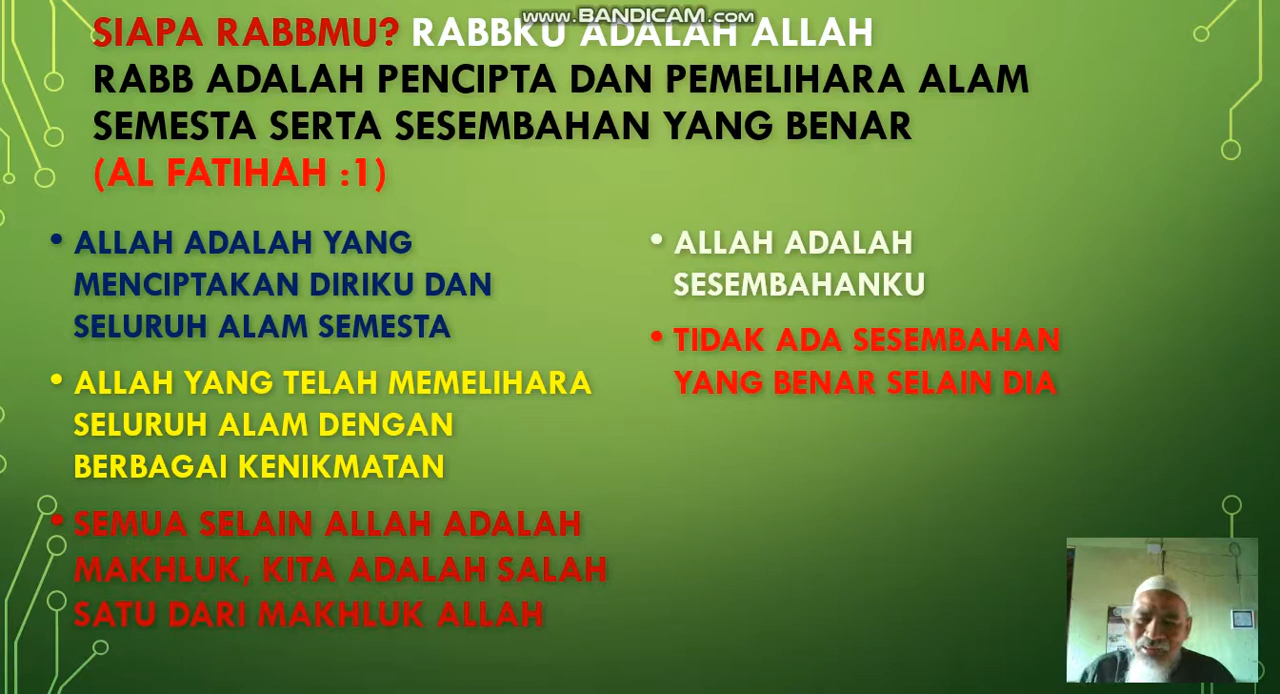 www.BANDICAM.com
SIAPA RABBMU? RABBKU ADALAH ALLAH
RABB ADALAH PENCIPTA DAN PEMELIHARA ALAM
SEMESTA SERTA SESEMBAHAN YANG BENAR
(AL FATIHAH :1)
• ALLAH ADALAH YANG
MENCIPTAKAN DIRIKU DAN
SELURUH ALAM SEMESTA
• ALLAH YANG TELAH MEMELIHARA
SELURUH ALAM DENGAN
BERBAGAI KENIKMATAN
• SEMUA SELAIN ALLAH ADALAH
MAKHLUK, KITA ADALAH SALAH
SATU DARI MAKHLUK ALLAH
• ALLAH ADALAH
SESEMBAHANKU
• TIDAK ADA SESEMBAHAN
YANG BENAR SELAIN DIA